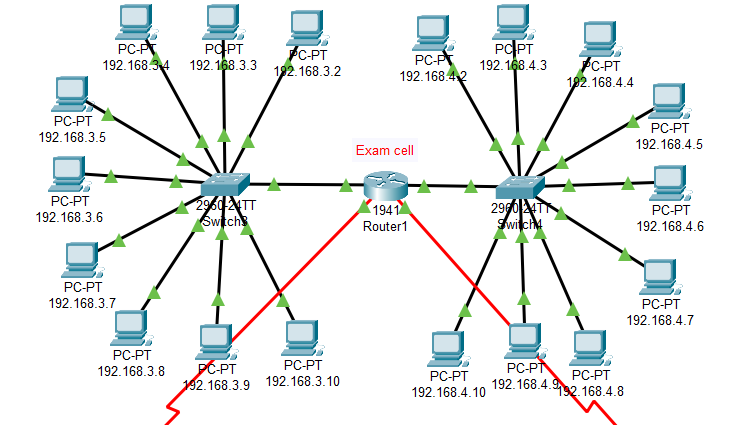 PC-PT
192.168.3.4
PC-PT
192.168.3.3
PC-PT
192.168.3.2
PC-PT
192.168.4.2
PC-PT
192.168.4.3
PC-PT
192.168.4.4
PC-PT
192.168.3.5
PC-PT
192.168.4.5
Exam cell
PC-PT
192.168.3.6
2960-24TT
Switch3
1941
Router1
2960-24TT
Switch4
PC-PT
192.168.4.6
PC-PT
192.168.3.7
PC-PT
192.168.4.7
PC-PT
192.168.3.8
PC-PT
192.168.3.9
PC-PT
192.168.3.10
PC-PT
192.168.4.10
PC-PT
192.168.4.9
PC-PT
192.168.4.8